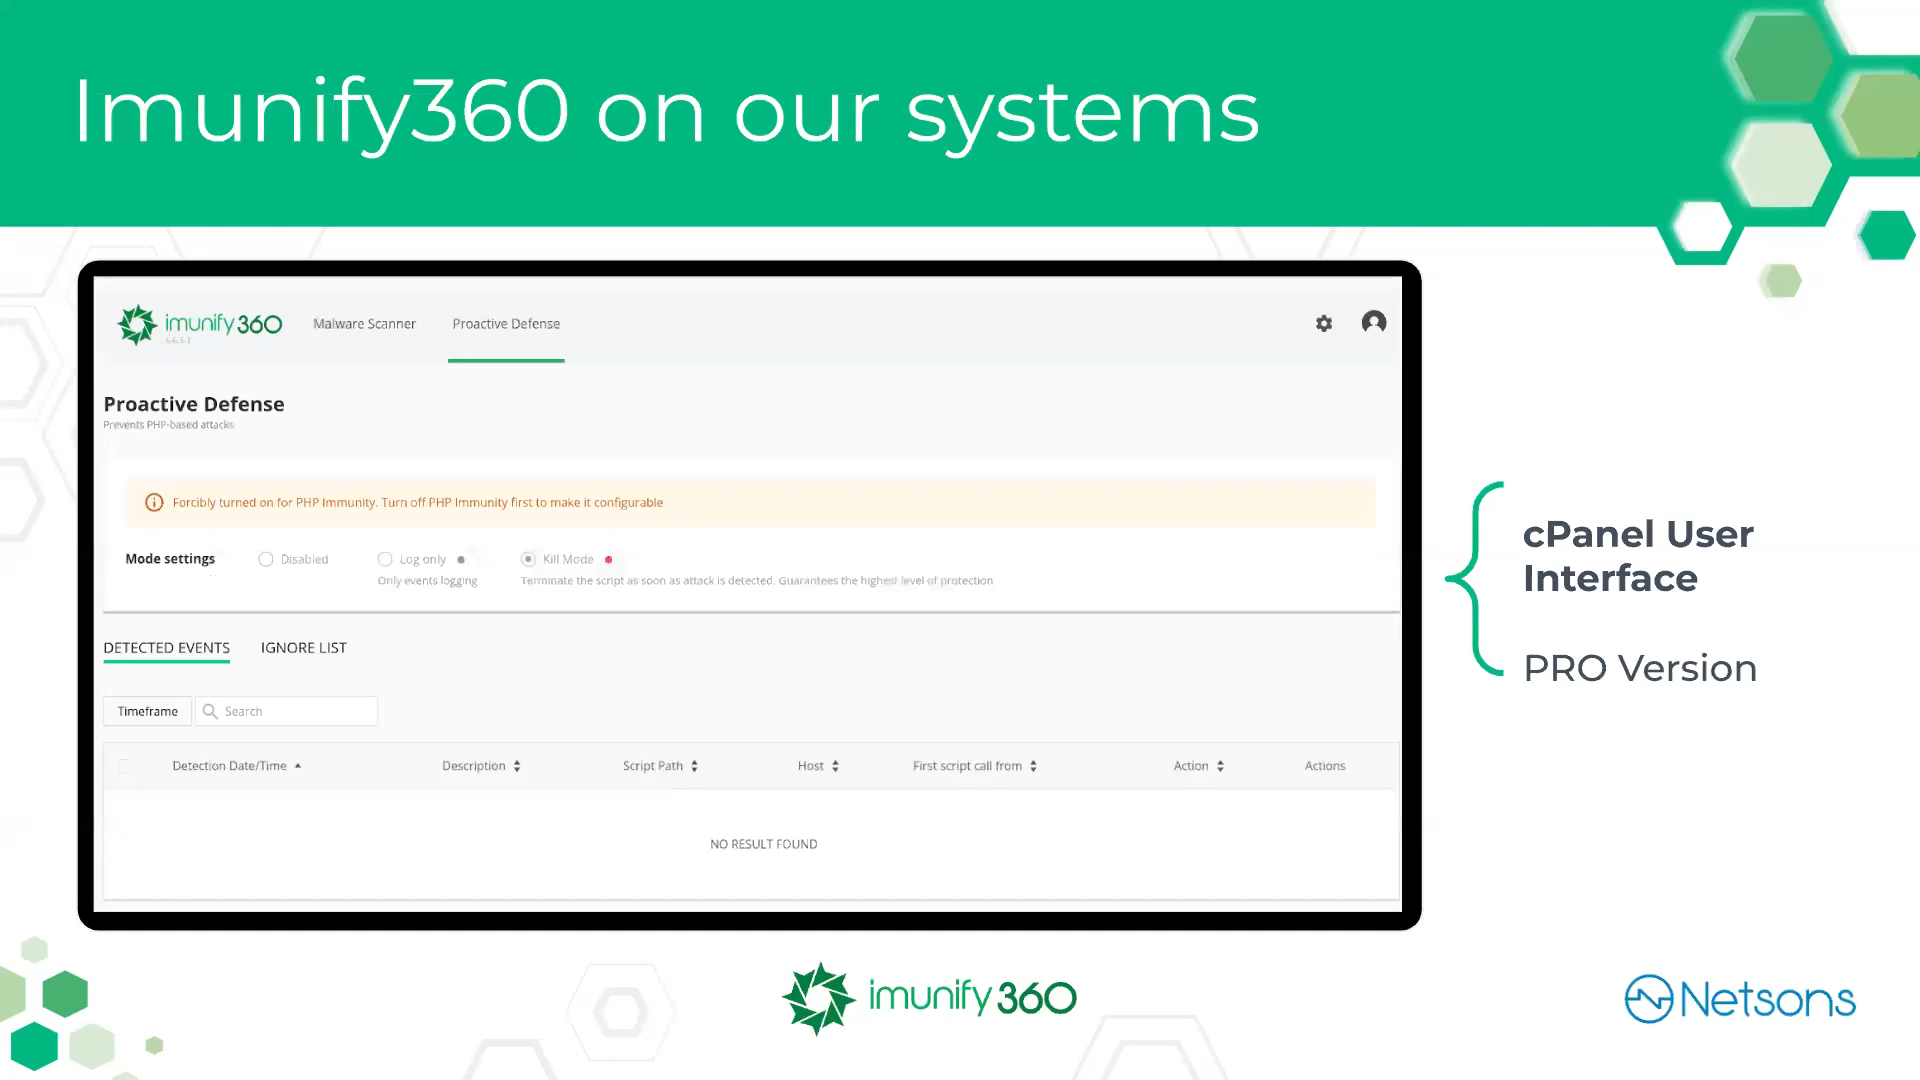 Imunify360 on our systems
imunify360
6.6.3-1
Malware Scanner
Proactive Defense
Proactive Defense
Prevents PHP-based attacks
Forcibly turned on for PHP Immunity. Turn off PHP Immunity first to make it configurable
Mode settings
Disabled
Log only
Kill Mode
Only events logging
Terminate the script as soon as attack is detected. Guarantees the highest level of protection
DETECTED EVENTS
IGNORE LIST
Timeframe
Search
Detection Date/Time
Description
Script Path
Host
First script call from
Action
Actions
NO RESULT FOUND
cPanel User
Interface
PRO Version
imunify360
Netsons